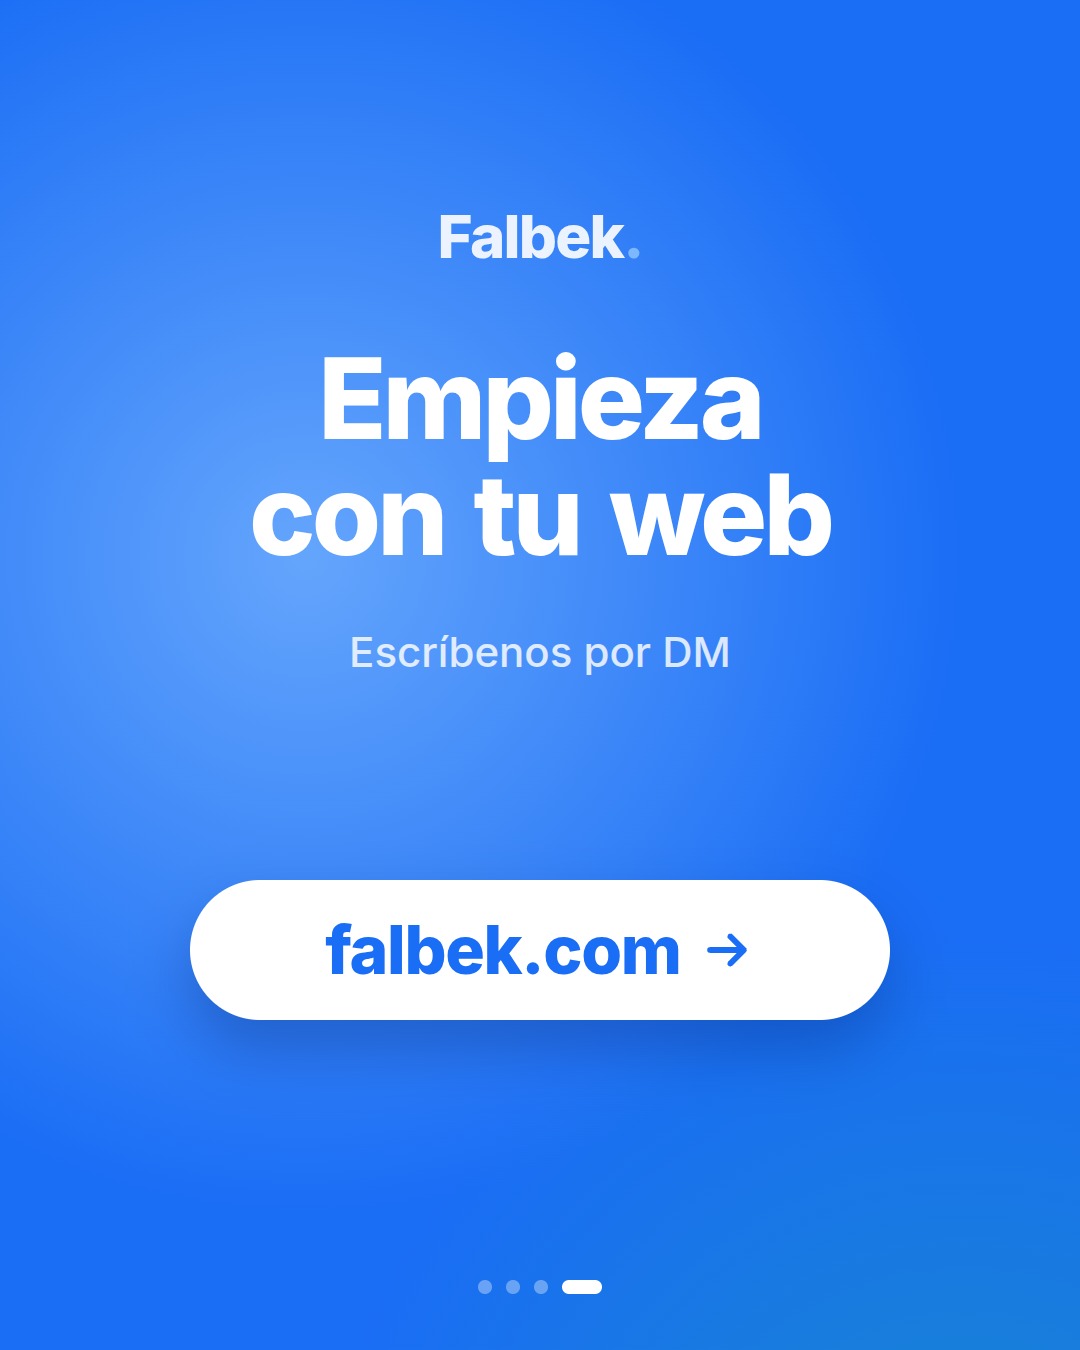 Falbek.
Empieza
con tu web
Escríbenos por DM
falbek.com →